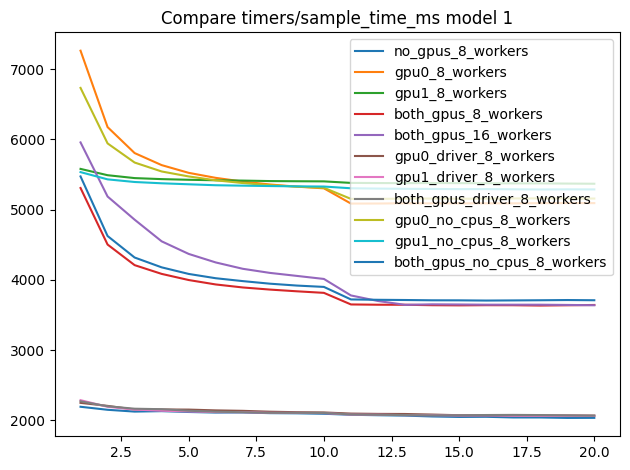 Compare timers/sample_time_ms model 1
7000
6000
5000
4000
3000
2000
no_gpus_8_workers
gpu0_8_workers
gpu1_8_workers
both_gpus_8_workers
both_gpus_16_workers
gpu0_driver_8_workers
gpu1_driver_8_workers
both_gpus_driver_8_workers
gpu0_no_cpus_8_workers
gpu1_no_cpus_8_workers
both_gpus_no_cpus_8_workers
2.5 5.0 7.5 10.0 12.5 15.0 17.5 20.0